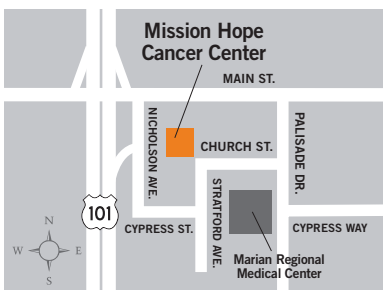 Mission Hope
Cancer Center
MAIN ST.
NICHOLSON AVE.
CHURCH ST.
PALISADE DR.
STRATFORD AVE.
101
CYPRESS ST.
CYPRESS WAY
N
W
E
S
Marian Regional
Medical Center